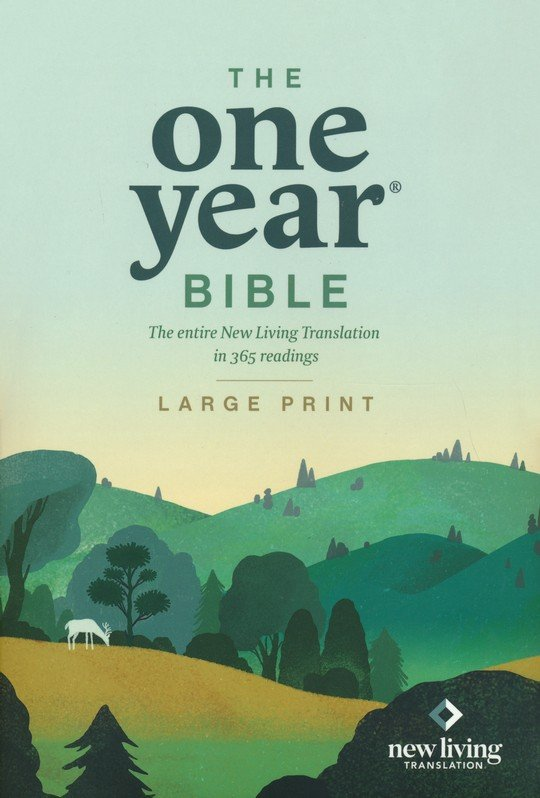 THE
one
year®
BIBLE
The entire New Living Translation
in 365 readings
LARGE PRINT
new living
TRANSLATION